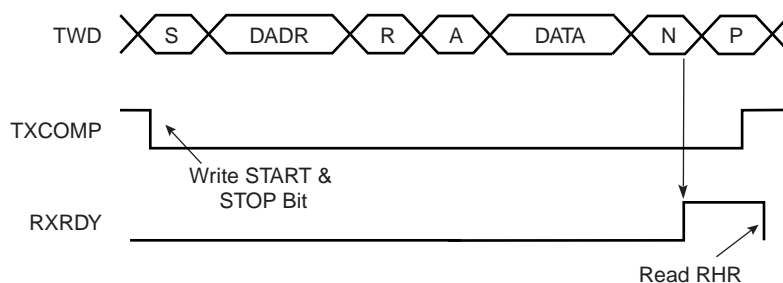 TWD S DADR R A DATA N P
TXCOMP
Write START &
STOP Bit
RXRDY
Read RHR